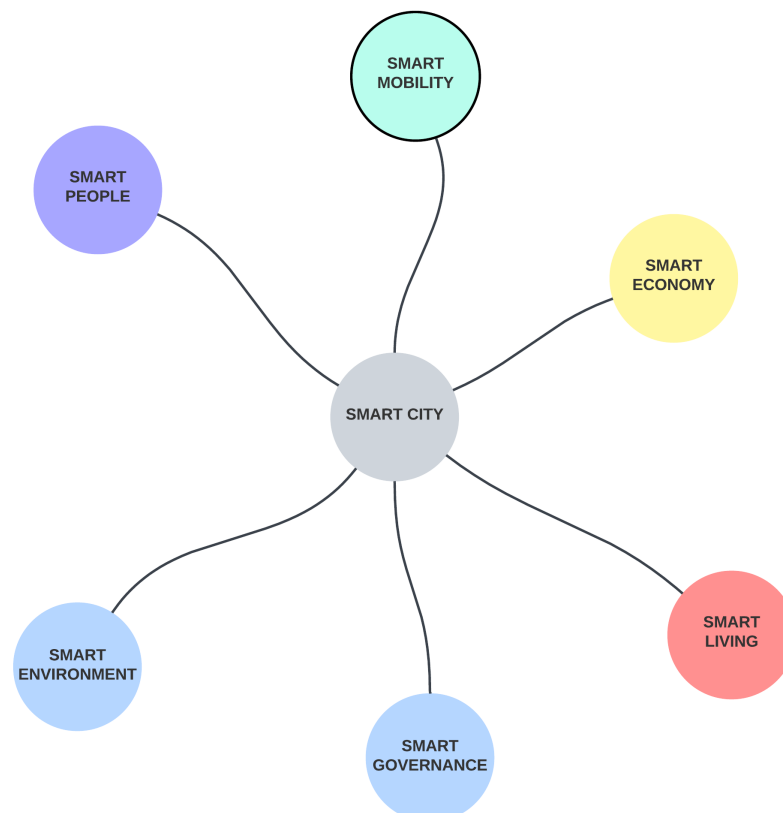 SMART
MOBILITY
SMART
PEOPLE
SMART
ECONOMY
SMART CITY
SMART
LIVING
SMART
ENVIRONMENT
SMART
GOVERNANCE